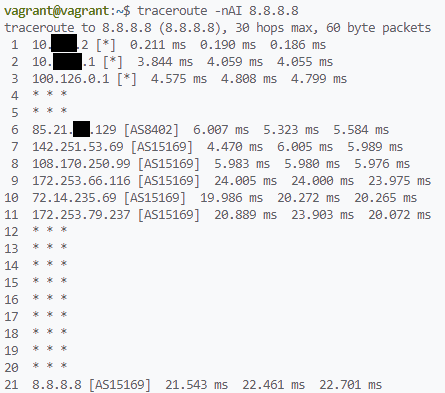 vagrant@vagrant:~$ traceroute -nAI 8.8.8.8
traceroute to 8.8.8.8 (8.8.8.8), 30 hops max, 60 byte packets
1 10. .2 [*] 0.211 ms 0.190 ms 0.186 ms
2 10. .1 [*] 3.844 ms 4.059 ms 4.055 ms
3 100.126.0.1 [*] 4.575 ms 4.808 ms 4.799 ms
4 * * *
5 * * *
6 85.21. .129 [AS8402] 6.007 ms 5.323 ms 5.584 ms
7 142.251.53.69 [AS15169] 4.470 ms 6.005 ms 5.989 ms
8 108.170.250.99 [AS15169] 5.983 ms 5.980 ms 5.976 ms
9 172.253.66.116 [AS15169] 24.005 ms 24.000 ms 23.975 ms
10 72.14.235.69 [AS15169] 19.986 ms 20.272 ms 20.265 ms
11 172.253.79.237 [AS15169] 20.889 ms 23.903 ms 20.072 ms
12 * * *
13 * * *
14 * * *
15 * * *
16 * * *
17 * * *
18 * * *
19 * * *
20 * * *
21 8.8.8.8 [AS15169] 21.543 ms 22.461 ms 22.701 ms